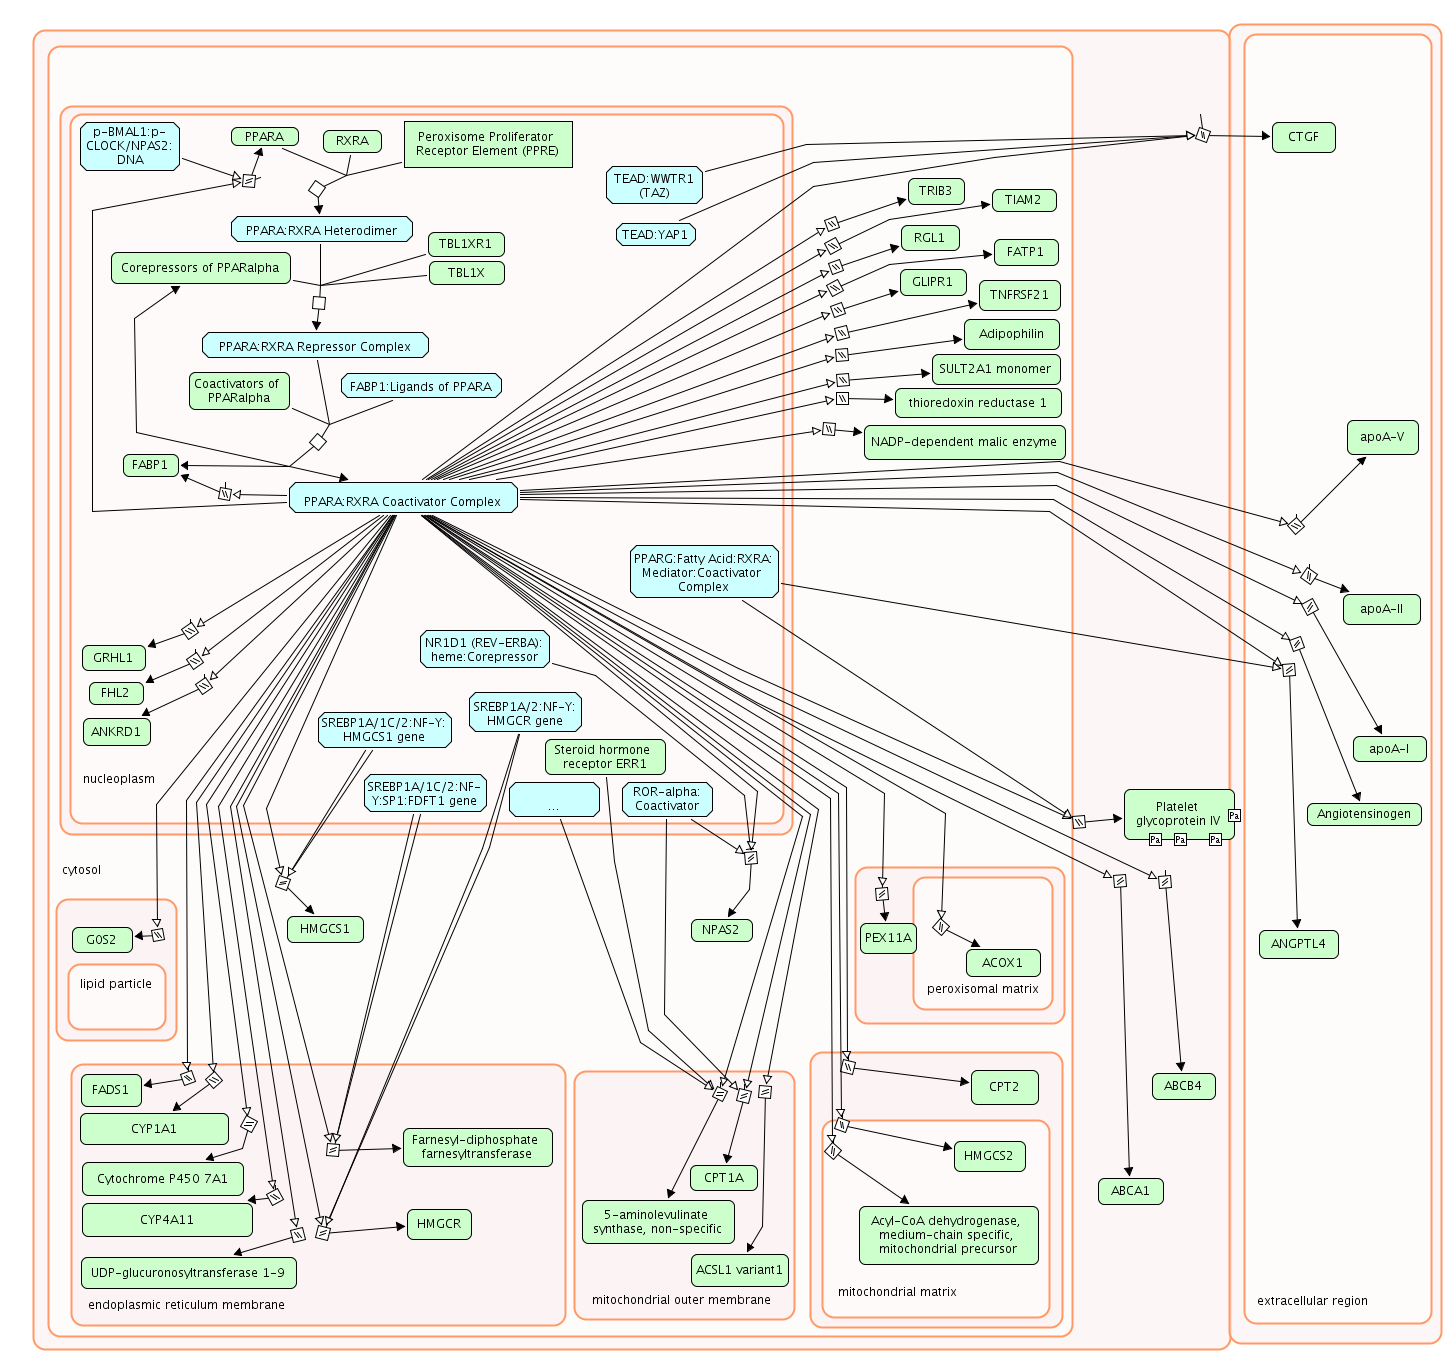 p-BMAL1:p-
CLOCK/NPAS2:
DNA
PPARA
RXRA
Peroxisome Proliferator
Receptor Element (PPRE)
CTGF
TEAD:WWTR1
(TAZ)
TEAD:YAP1
TRIB3
TIAM2
PPARA:RXRA Heterodimer
TBL1XR1
Corepressors of PPARalpha
TBL1X
RGL1
FATP1
GLIPR1
TNFRSF21
Adipophilin
PPARA:RXRA Repressor Complex
SULT2A1 monomer
Coactivators of
PPARalpha
FABP1:Ligands of PPARA
thioredoxin reductase 1
NADP-dependent malic enzyme
apoA-V
FABP1
PPARA:RXRA Coactivator Complex
PPARG:Fatty Acid:RXRA:
Mediator:Coactivator
Complex
apoA-II
GRHL1
NR1D1 (REV-ERBA):
heme:Corepressor
FHL2
ANKRD1
SREBP1A/1C/2:NF-Y:
HMGCS1 gene
SREBP1A/2:NF-Y:
HMGCR gene
Steroid hormone
receptor ERR1
apoA-I
nucleoplasm
SREBP1A/1C/2:NF-
Y:SP1:FDFT1 gene
...
ROR-alpha:
Coactivator
Platelet
glycoprotein IV
Pa
Pa
Pa
Pa
Angiotensinogen
cytosol
G0S2
HMGCS1
NPAS2
PEX11A
ANGPTL4
ACOX1
lipid particle
peroxisomal matrix
FADS1
CPT2
ABCB4
CYP1A1
Farnesyl-diphosphate
farnesyltransferase
HMGCS2
Cytochrome P450 7A1
CPT1A
ABCA1
CYP4A11
HMGCR
5-aminolevulinate
synthase, non-specific
Acyl-CoA dehydrogenase,
medium-chain specific,
mitochondrial precursor
UDP-glucuronosyltransferase 1-9
ACSL1 variant1
endoplasmic reticulum membrane
mitochondrial outer membrane
mitochondrial matrix
extracellular region